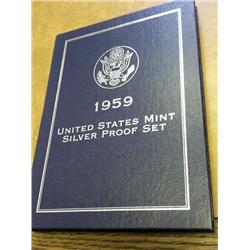 1959
United States Mint
Silver Proof Set